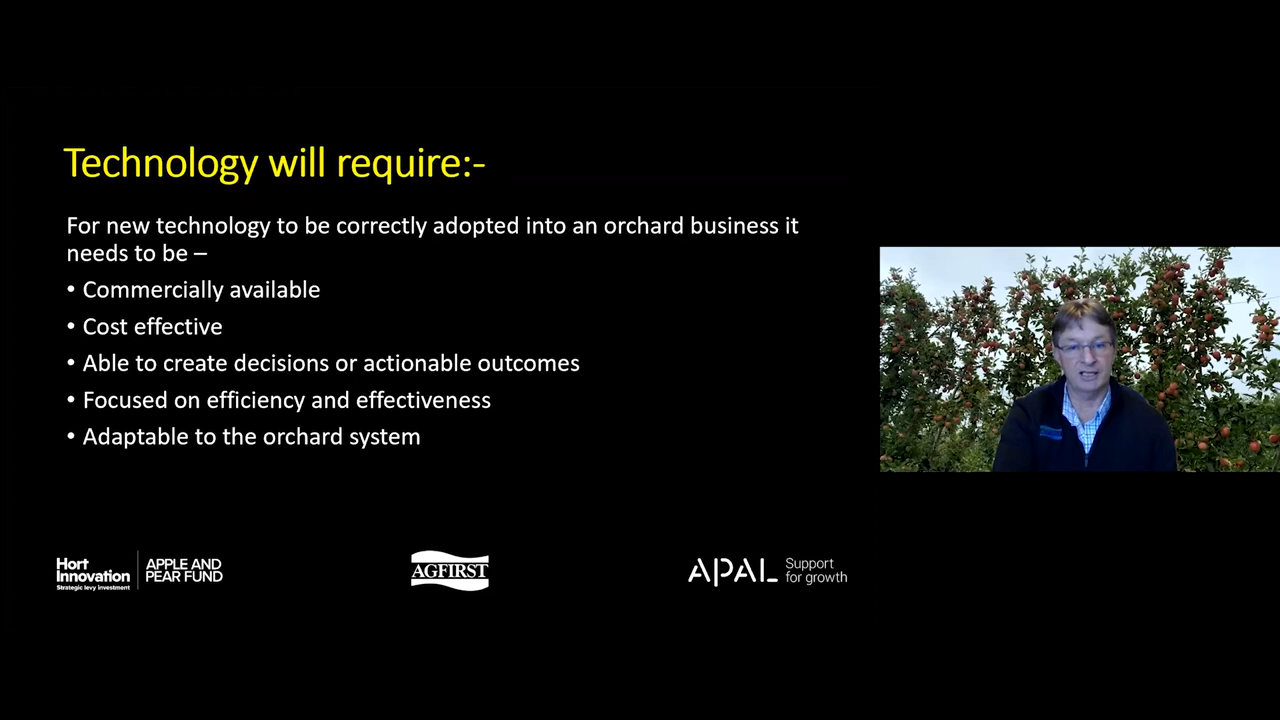 Technology will require:-
For new technology to be correctly adopted into an orchard business it
needs to be –
• Commercially available
• Cost effective
• Able to create decisions or actionable outcomes
• Focused on efficiency and effectiveness
• Adaptable to the orchard system
Hort
Innovation
Strategic levy investment
APPLE AND
PEAR FUND
AGFIRST
APAL
Support
for growth